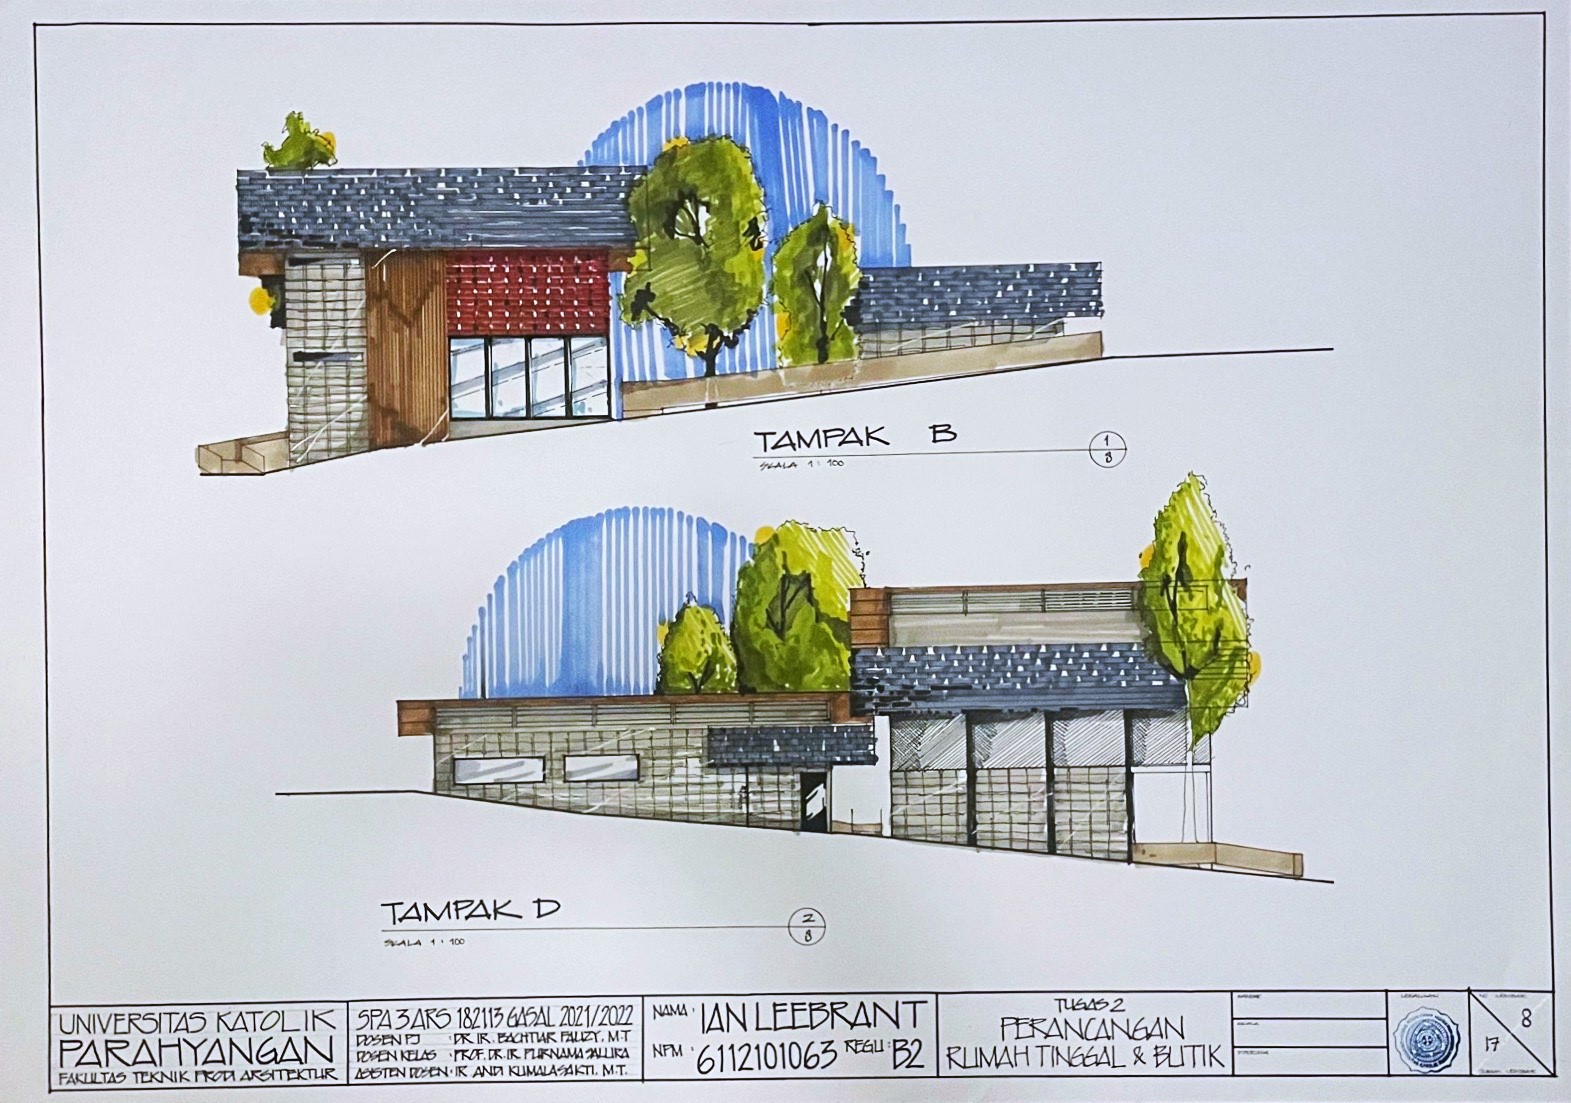 TAMPAK B
1
8
SKALA 1 : 100
TAMPAK D
2
8
SKALA 1 : 100
UNIVERSITAS KATOLIK
PARAHYANGAN
FAKULTAS TEKNIK PRODI ARSITEKTUR
SPA 3 ARS 182113 GASAL 2021/2022
DOSEN PJ : DR. IR. BACHTIAR FAUZY, M.T
DOSEN KELAS : PROF. DR. IR. PURNAMA SALURA
ASISTEN DOSEN : IR. ANDI KUMALASAKTI, M.T.
NAMA : IAN LEEBRANT
NPM : 6112101063 REGU : B2
TUGAS 2
PERANCANGAN
RUMAH TINGGAL & BUTIK
8
17